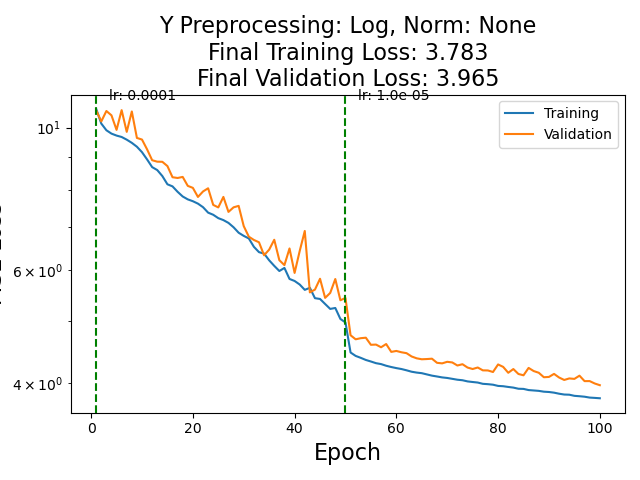 Y Preprocessing: Log, Norm: None
Final Training Loss: 3.783
Final Validation Loss: 3.965
lr: 0.0001
lr: 1.0e-05
Training
Validation
10¹
6 × 10⁰
4 × 10⁰
0 20 40 60 80 100
Epoch